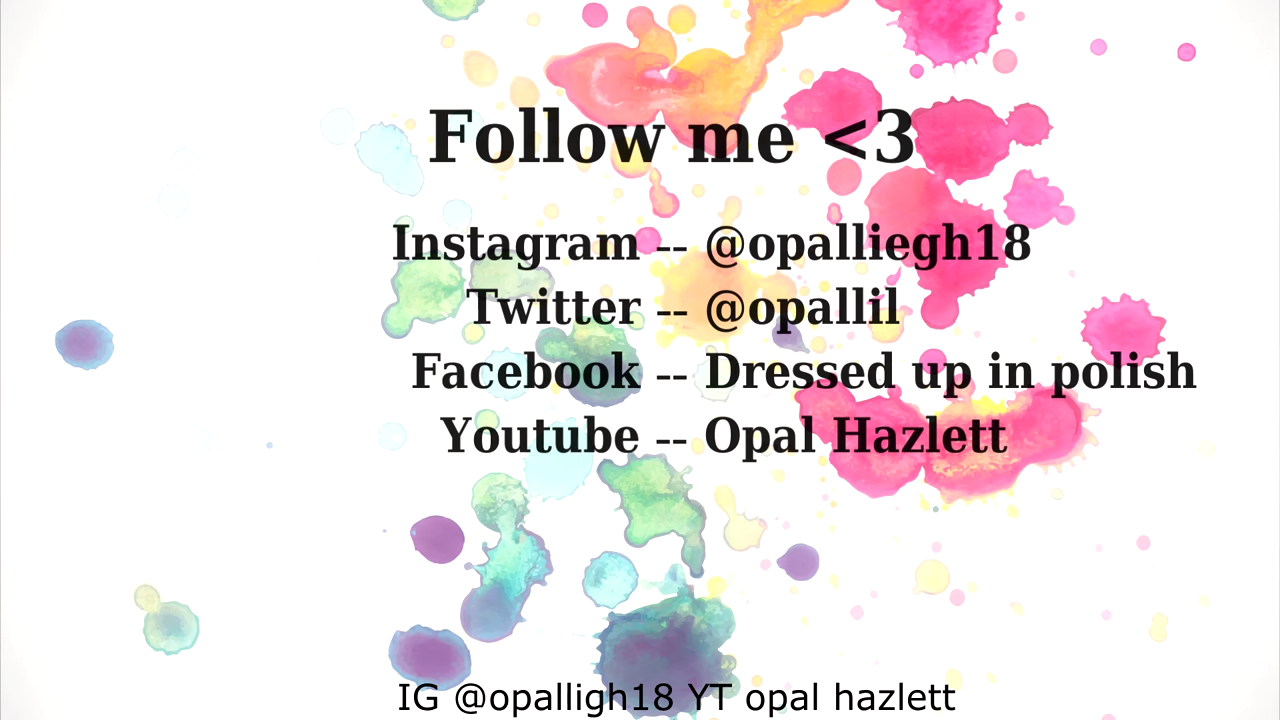 Follow me <3
Instagram -- @opalliegh18
Twitter -- @opallil
Facebook -- Dressed up in polish
Youtube -- Opal Hazlett
IG @opalligh18 YT opal hazlett